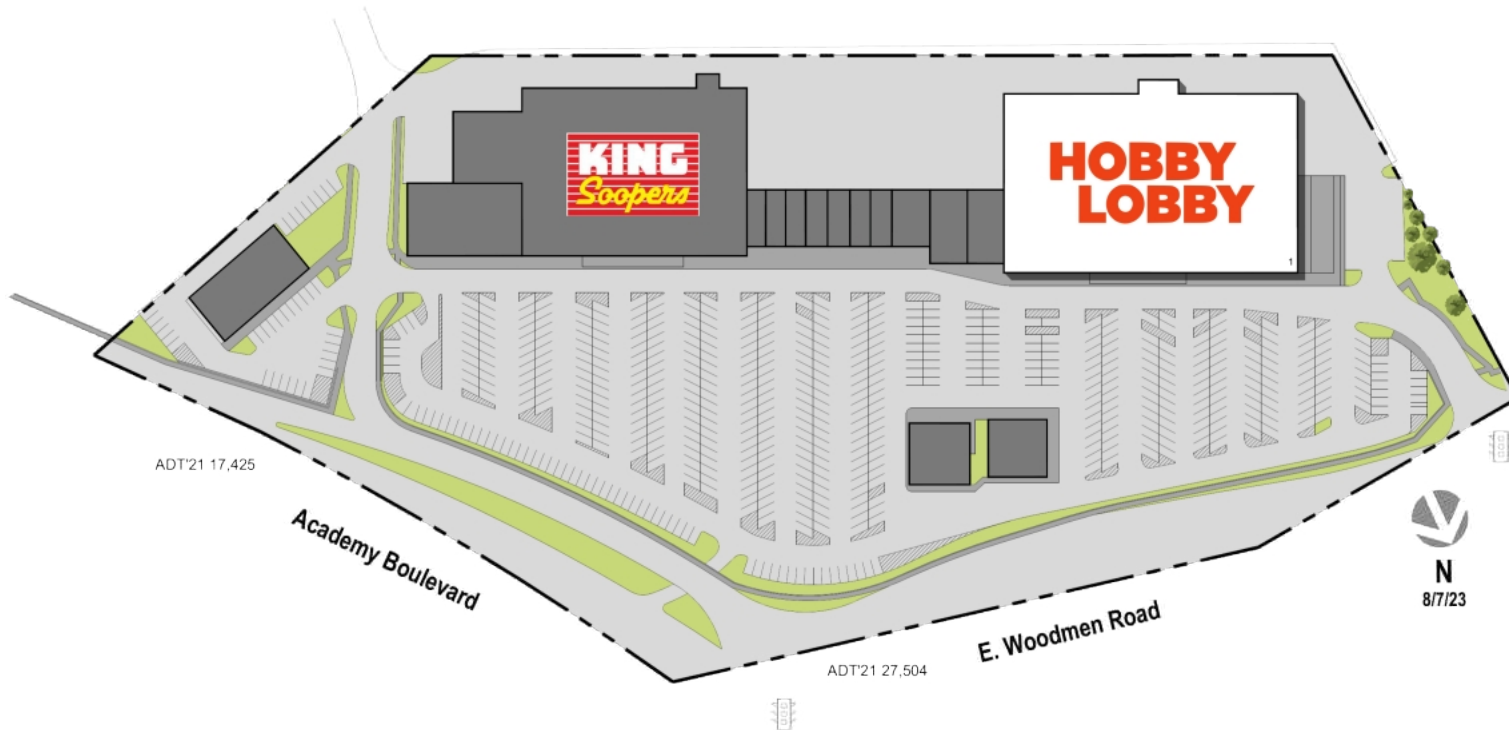 KING
Soopers
HOBBY
LOBBY
1
ADT'21 17,425
Academy Boulevard
ADT'21 27,504
E. Woodmen Road
N
8/7/23